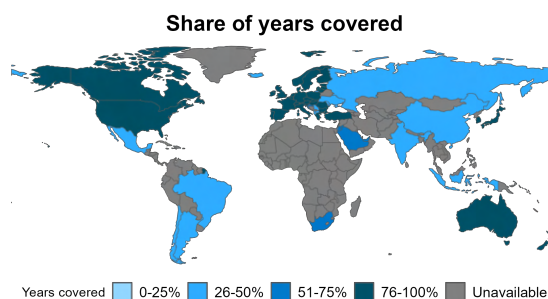 Share of years covered
Years covered 0-25% 26-50% 51-75% 76-100% Unavailable